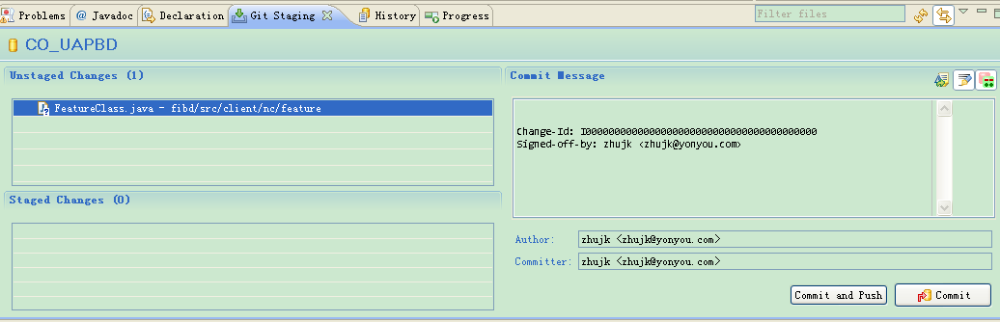 Problems @ Javadoc Declaration Git Staging History Progress Filter files
CO_UAPBD
Unstaged Changes (1)
FeatureClass.java - fibd/src/client/nc/feature
Staged Changes (0)
Commit Message
Change-Id: I0000000000000000000000000000000000000000
Signed-off-by: zhujk <zhujk@yonyou.com>
Author: zhujk <zhujk@yonyou.com>
Committer: zhujk <zhujk@yonyou.com>
Commit and Push Commit